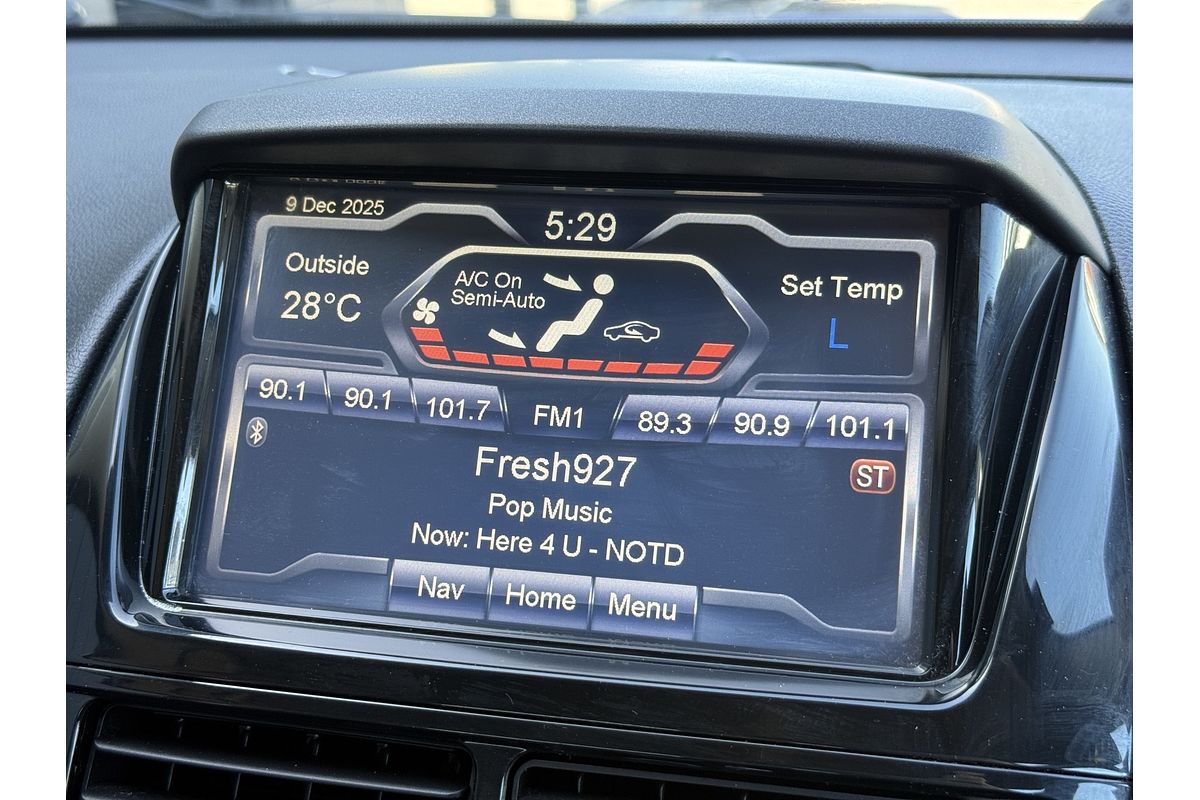 9 Dec 2025
5:29
Outside
28°C
A/C On
Semi-Auto
Set Temp
L
90.1 90.1 101.7 FM1 89.3 90.9 101.1
Fresh927
ST
Pop Music
Now: Here 4 U - NOTD
Nav Home Menu